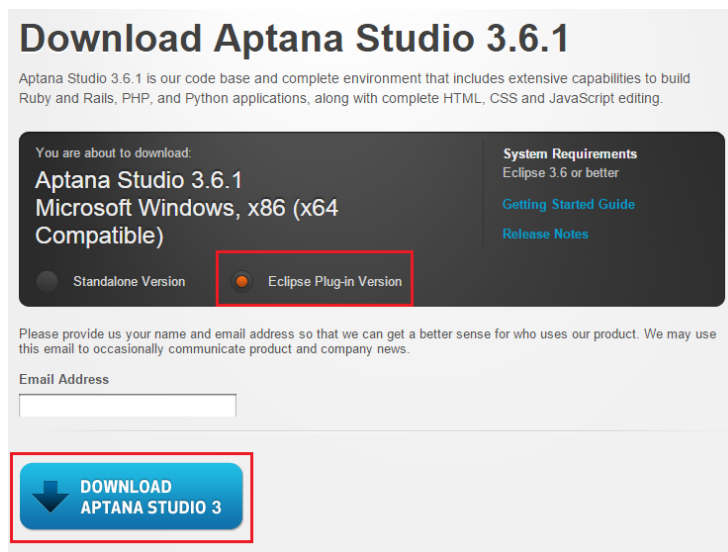 Download Aptana Studio 3.6.1
Aptana Studio 3.6.1 is our code base and complete environment that includes extensive capabilities to build
Ruby and Rails, PHP, and Python applications, along with complete HTML, CSS and JavaScript editing.
You are about to download:
Aptana Studio 3.6.1
Microsoft Windows, x86 (x64
Compatible)
Standalone Version
Eclipse Plug-in Version
System Requirements
Eclipse 3.6 or better
Getting Started Guide
Release Notes
Please provide us your name and email address so that we can get a better sense for who uses our product. We may use
this email to occasionally communicate product and company news.
Email Address
DOWNLOAD
APTANA STUDIO 3